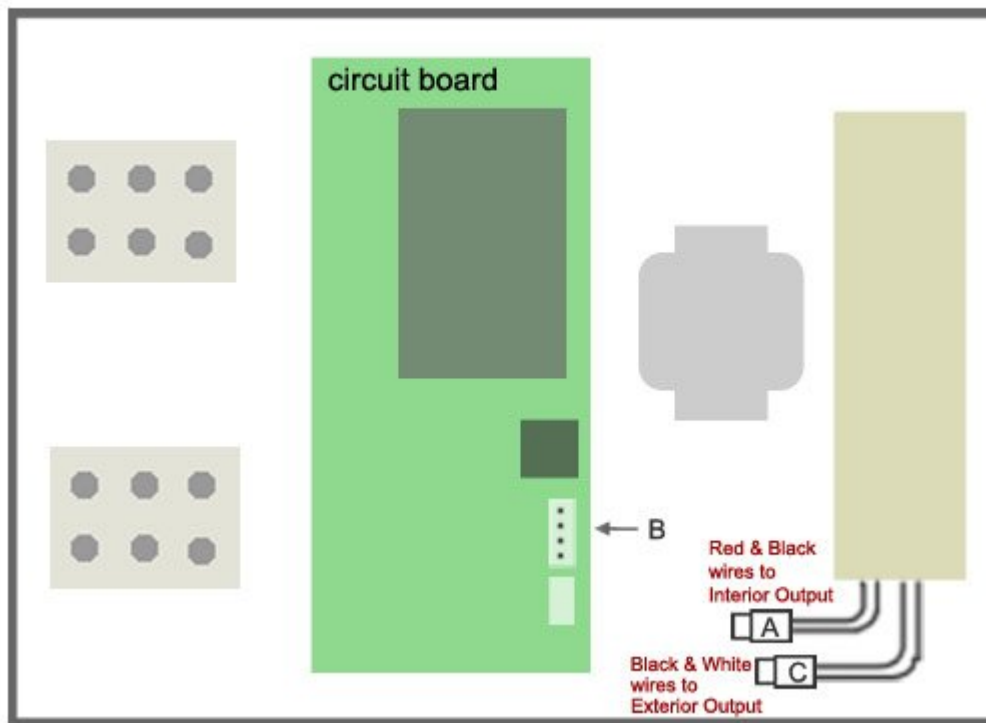 circuit board
B
Red & Black
wires to
Interior Output
A
Black & White
wires to
Exterior Output
C